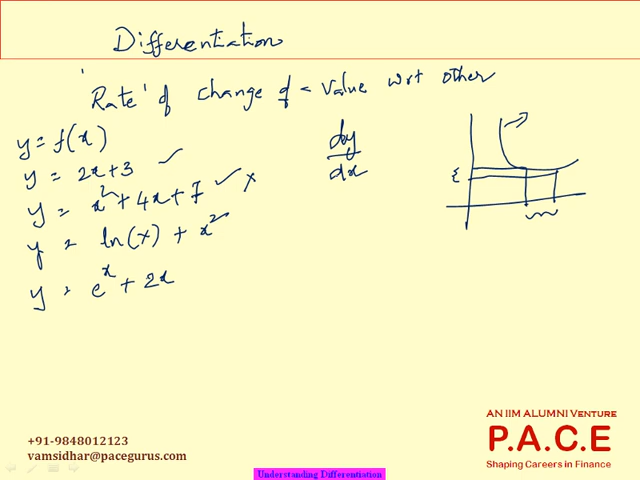 Differentiation
'Rate' of change of a value wrt other
y = f(x)
y = 2x+3
y = x² + 4x + 7
y = ln(x) + x²
y = e^x + 2x
dy
dx
+91-9848012123
vamsidhar@pacegurus.com
AN IIM ALUMNI VENTURE
P.A.C.E
Shaping Careers in Finance
Understanding Differentiation